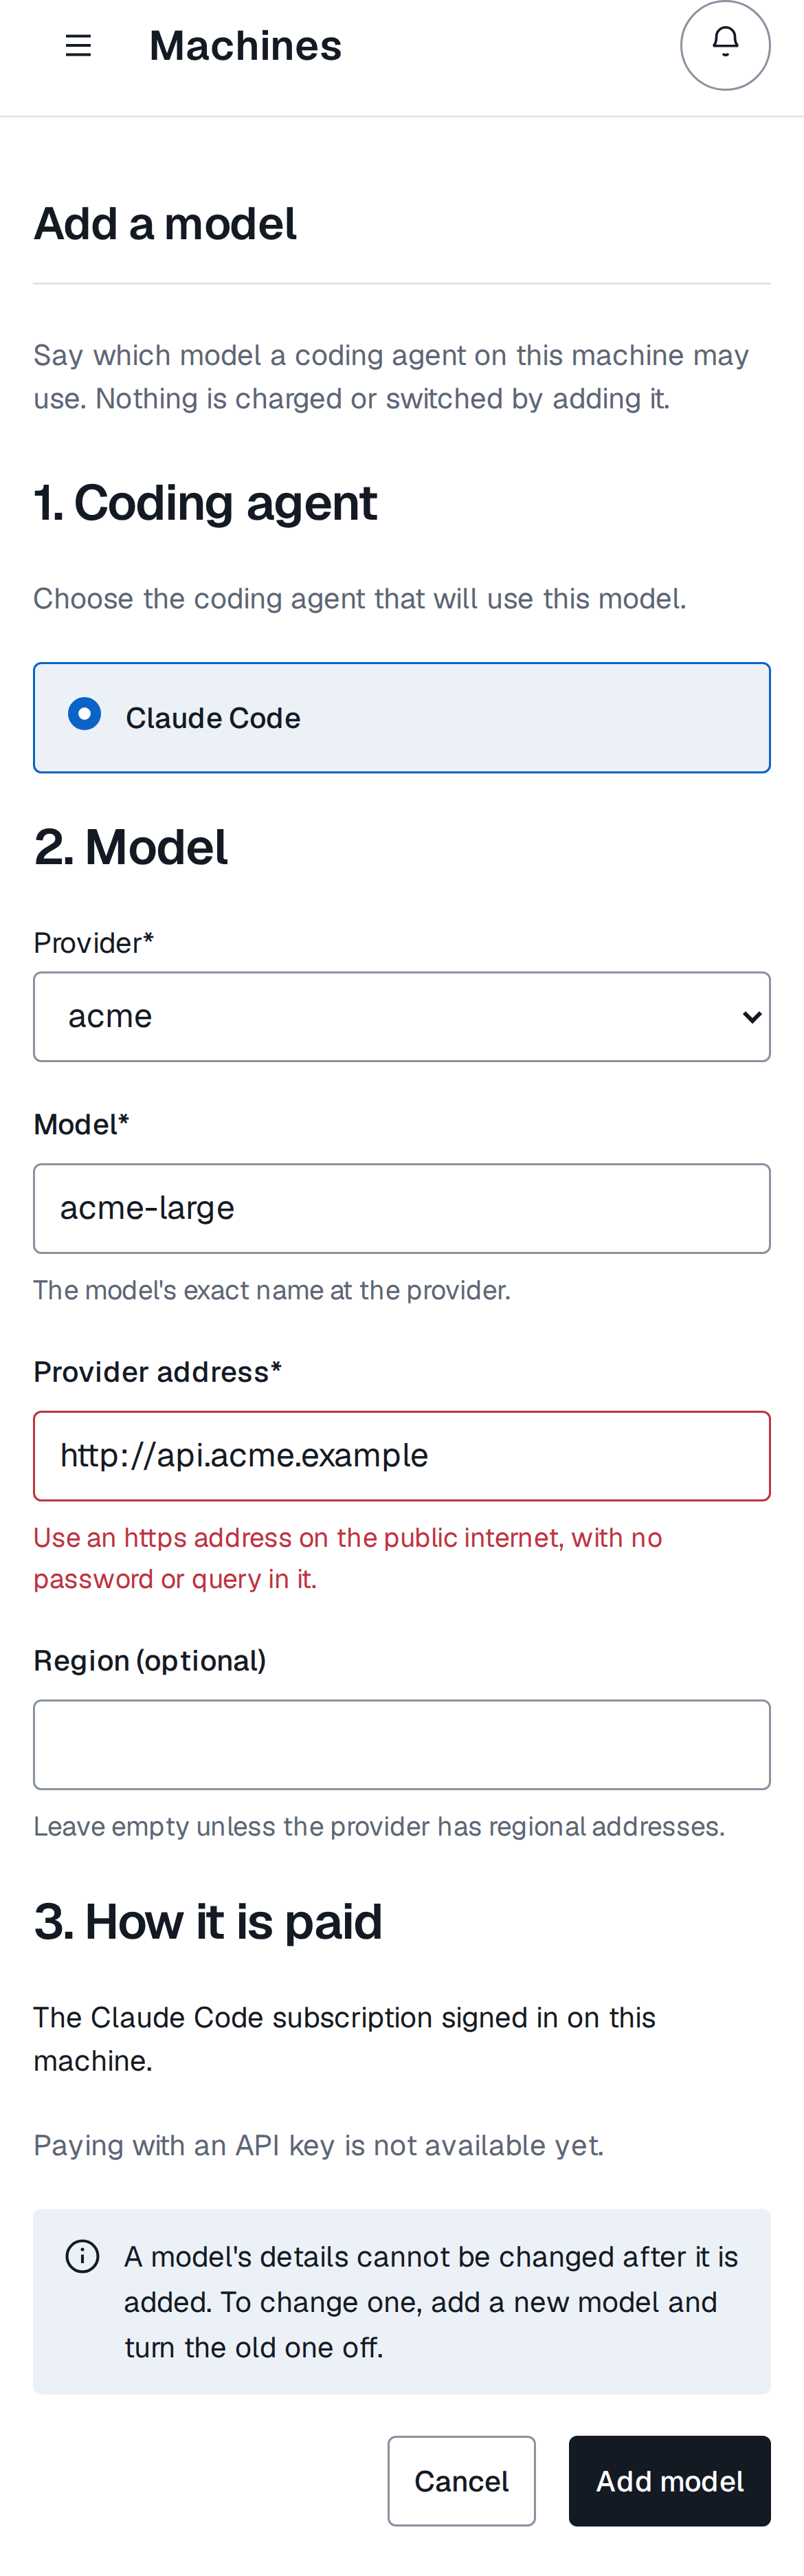 Machines
Add a model
Say which model a coding agent on this machine may
use. Nothing is charged or switched by adding it.
1. Coding agent
Choose the coding agent that will use this model.
Claude Code
2. Model
Provider*
acme
Model*
acme-large
The model's exact name at the provider.
Provider address*
http://api.acme.example
Use an https address on the public internet, with no
password or query in it.
Region (optional)
Leave empty unless the provider has regional addresses.
3. How it is paid
The Claude Code subscription signed in on this
machine.
Paying with an API key is not available yet.
A model's details cannot be changed after it is
added. To change one, add a new model and
turn the old one off.
Cancel
Add model